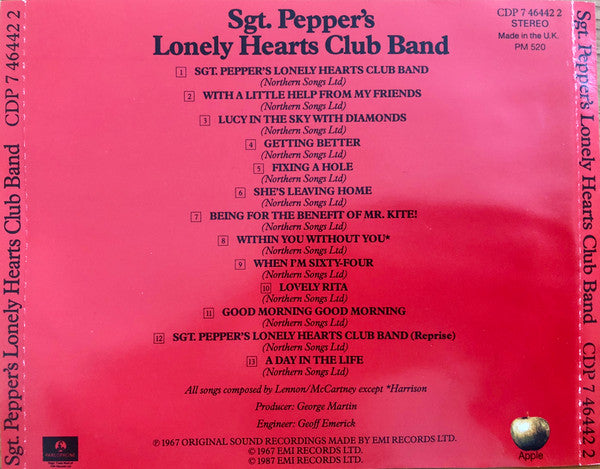 Sgt. Pepper's Lonely Hearts Club Band CDP 7 46442 2
Sgt. Pepper's
Lonely Hearts Club Band
CDP 7 46442 2
STEREO
Made in the U.K.
PM 520
1 SGT. PEPPER'S LONELY HEARTS CLUB BAND
(Northern Songs Ltd)
2 WITH A LITTLE HELP FROM MY FRIENDS
(Northern Songs Ltd)
3 LUCY IN THE SKY WITH DIAMONDS
(Northern Songs Ltd)
4 GETTING BETTER
(Northern Songs Ltd)
5 FIXING A HOLE
(Northern Songs Ltd)
6 SHE'S LEAVING HOME
(Northern Songs Ltd)
7 BEING FOR THE BENEFIT OF MR. KITE!
(Northern Songs Ltd)
8 WITHIN YOU WITHOUT YOU*
(Northern Songs Ltd)
9 WHEN I'M SIXTY-FOUR
(Northern Songs Ltd)
10 LOVELY RITA
(Northern Songs Ltd)
11 GOOD MORNING GOOD MORNING
(Northern Songs Ltd)
12 SGT. PEPPER'S LONELY HEARTS CLUB BAND (Reprise)
(Northern Songs Ltd)
13 A DAY IN THE LIFE
(Northern Songs Ltd)
All songs composed by Lennon/McCartney except *Harrison
Producer: George Martin
Engineer: Geoff Emerick
℗ 1967 ORIGINAL SOUND RECORDINGS MADE BY EMI RECORDS LTD.
© 1967 EMI RECORDS LTD.
© 1987 EMI RECORDS LTD.
PARLOPHONE
Apple
Sgt. Pepper's Lonely Hearts Club Band CDP 7 46442 2